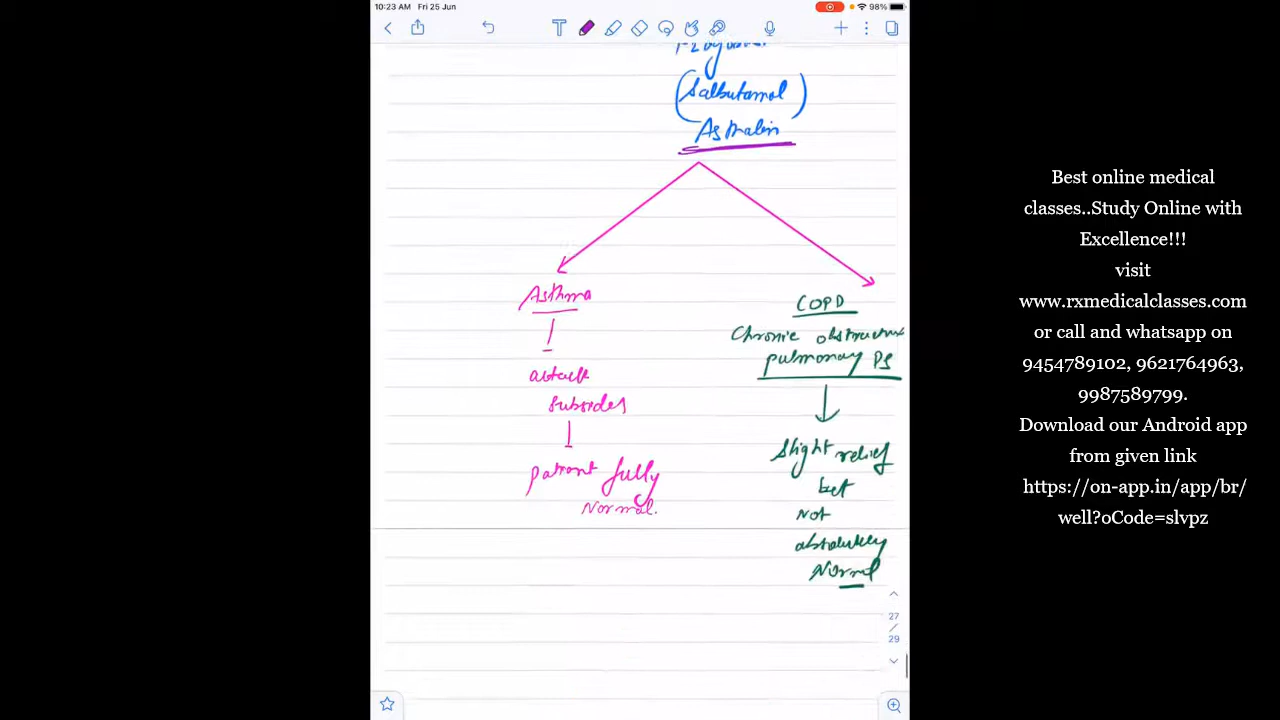 10:23 AM Fri 25 Jun
98%
(Salbutamol)
Asthalin
Asthma
attack
subsides
patient fully
Normal.
COPD
Chronic obstructive
pulmonary Ds
Slight relief
but
Not
absolutely
Normal
27
/
29
Best online medical
classes..Study Online with
Excellence!!!
visit
www.rxmedicalclasses.com
or call and whatsapp on
9454789102, 9621764963,
9987589799.
Download our Android app
from given link
https://on-app.in/app/br/
well?oCode=slvpz